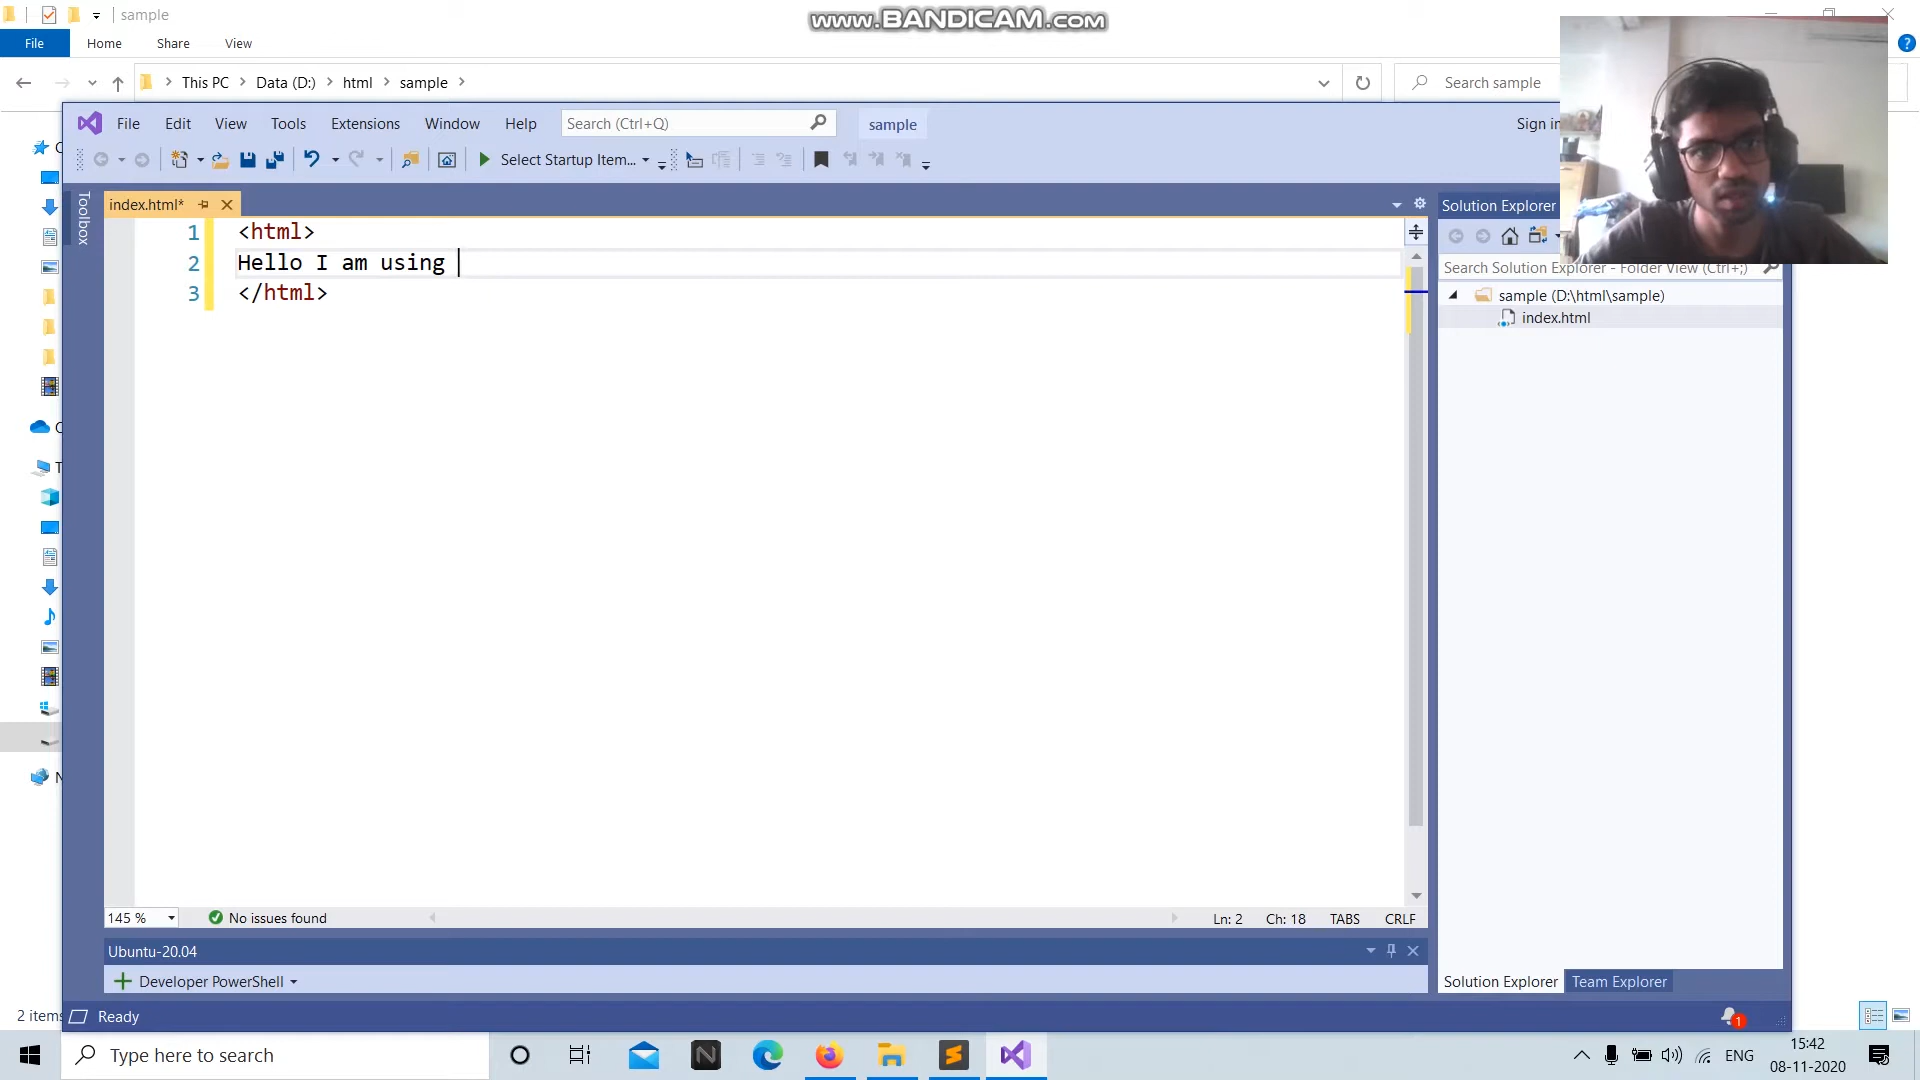 sample
www.BANDICAM.com
File Home Share View
This PC Data (D:) html sample
Search sample
File Edit View Tools Extensions Window Help Search (Ctrl+Q) sample
Sign in
Select Startup Item...
Toolbox
index.html*
1 <html>
2 Hello I am using
3 </html>
Solution Explorer
Search Solution Explorer - Folder View (Ctrl+;)
sample (D:\html\sample)
index.html
145 %
No issues found
Ln: 2 Ch: 18 TABS CRLF
Ubuntu-20.04
Developer PowerShell
Solution Explorer Team Explorer
2 items
Ready
1
Type here to search
ENG
15:42
08-11-2020